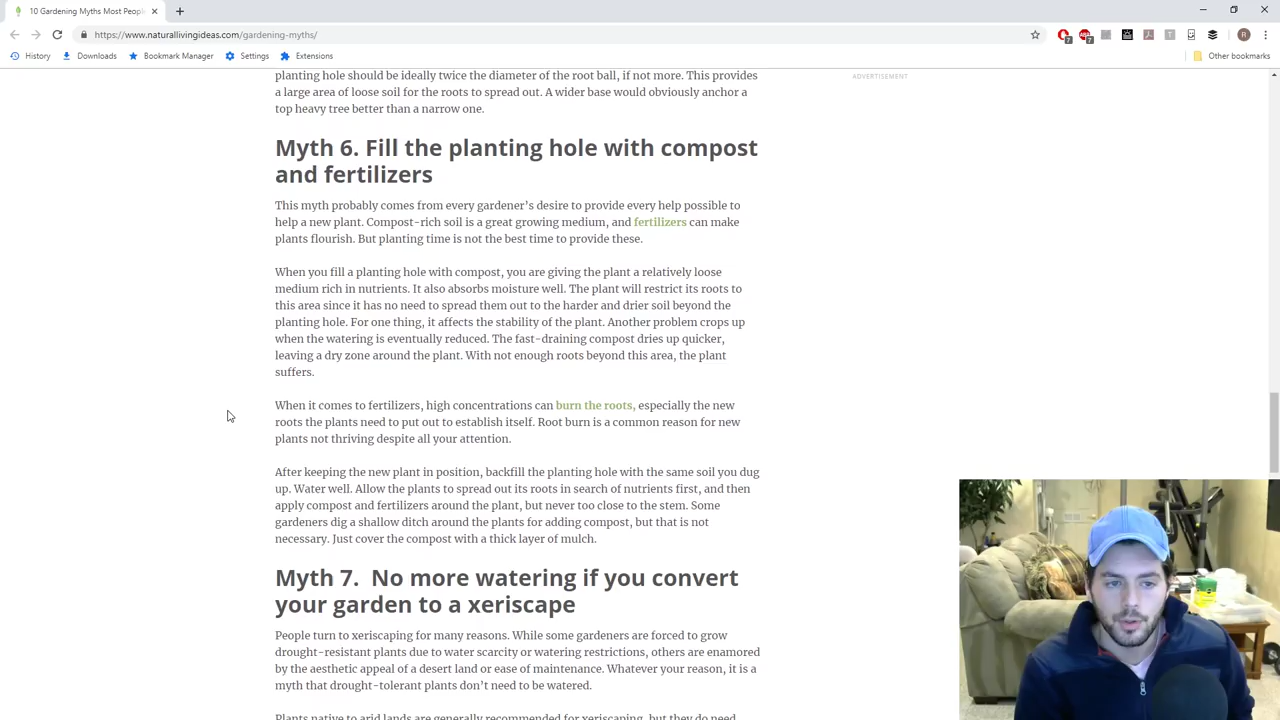 10 Gardening Myths Most Peopl
https://www.naturallivingideas.com/gardening-myths/
History
Downloads
Bookmark Manager
Settings
Extensions
Other bookmarks
ADVERTISEMENT
planting hole should be ideally twice the diameter of the root ball, if not more. This provides
a large area of loose soil for the roots to spread out. A wider base would obviously anchor a
top heavy tree better than a narrow one.
Myth 6. Fill the planting hole with compost
and fertilizers
This myth probably comes from every gardener's desire to provide every help possible to
help a new plant. Compost-rich soil is a great growing medium, and fertilizers can make
plants flourish. But planting time is not the best time to provide these.
When you fill a planting hole with compost, you are giving the plant a relatively loose
medium rich in nutrients. It also absorbs moisture well. The plant will restrict its roots to
this area since it has no need to spread them out to the harder and drier soil beyond the
planting hole. For one thing, it affects the stability of the plant. Another problem crops up
when the watering is eventually reduced. The fast-draining compost dries up quicker,
leaving a dry zone around the plant. With not enough roots beyond this area, the plant
suffers.
When it comes to fertilizers, high concentrations can burn the roots, especially the new
roots the plants need to put out to establish itself. Root burn is a common reason for new
plants not thriving despite all your attention.
After keeping the new plant in position, backfill the planting hole with the same soil you dug
up. Water well. Allow the plants to spread out its roots in search of nutrients first, and then
apply compost and fertilizers around the plant, but never too close to the stem. Some
gardeners dig a shallow ditch around the plants for adding compost, but that is not
necessary. Just cover the compost with a thick layer of mulch.
Myth 7. No more watering if you convert
your garden to a xeriscape
People turn to xeriscaping for many reasons. While some gardeners are forced to grow
drought-resistant plants due to water scarcity or watering restrictions, others are enamored
by the aesthetic appeal of a desert land or ease of maintenance. Whatever your reason, it is a
myth that drought-tolerant plants don't need to be watered.
Plants native to arid lands are generally recommended for xeriscaping, but they do need